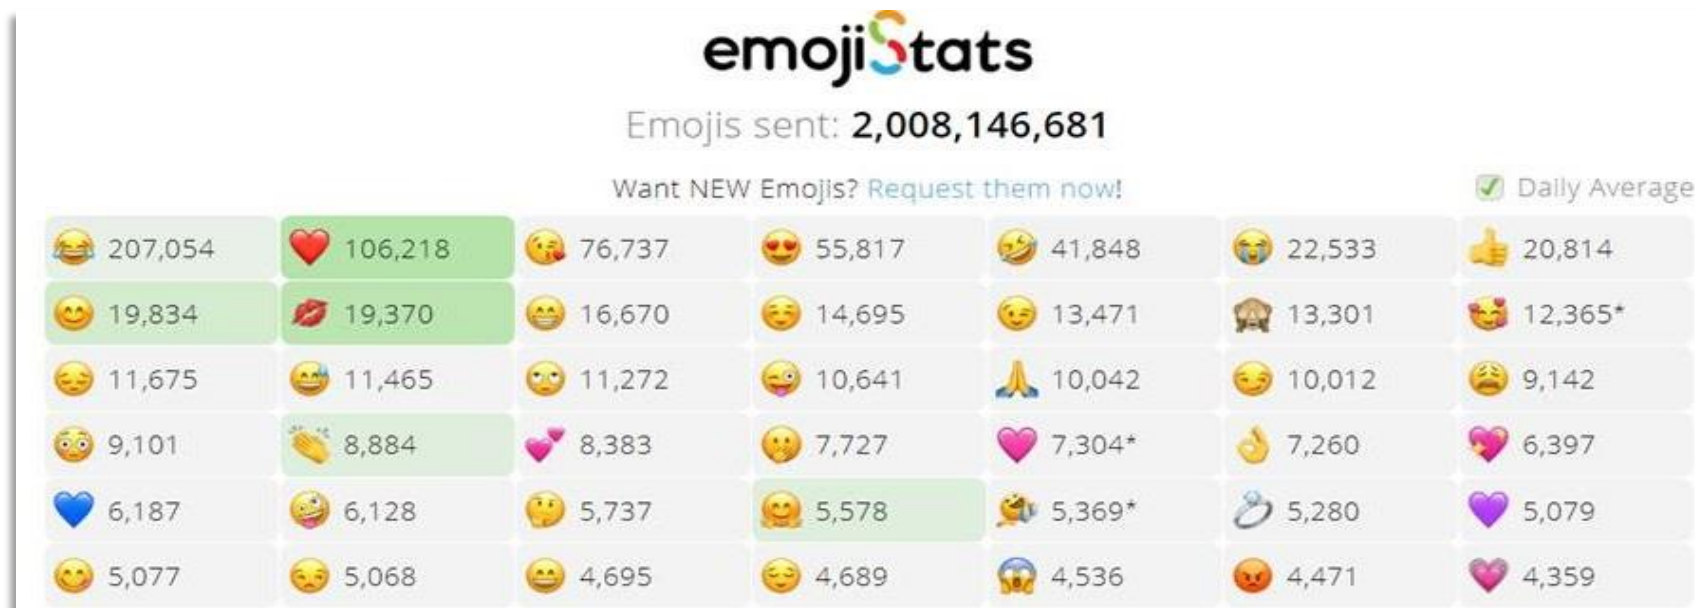 emojiStats
Emojis sent: 2,008,146,681
Want NEW Emojis? Request them now!
Daily Average
207,054 106,218 76,737 55,817 41,848 22,533 20,814
19,834 19,370 16,670 14,695 13,471 13,301 12,365*
11,675 11,465 11,272 10,641 10,042 10,012 9,142
9,101 8,884 8,383 7,727 7,304* 7,260 6,397
6,187 6,128 5,737 5,578 5,369* 5,280 5,079
5,077 5,068 4,695 4,689 4,536 4,471 4,359